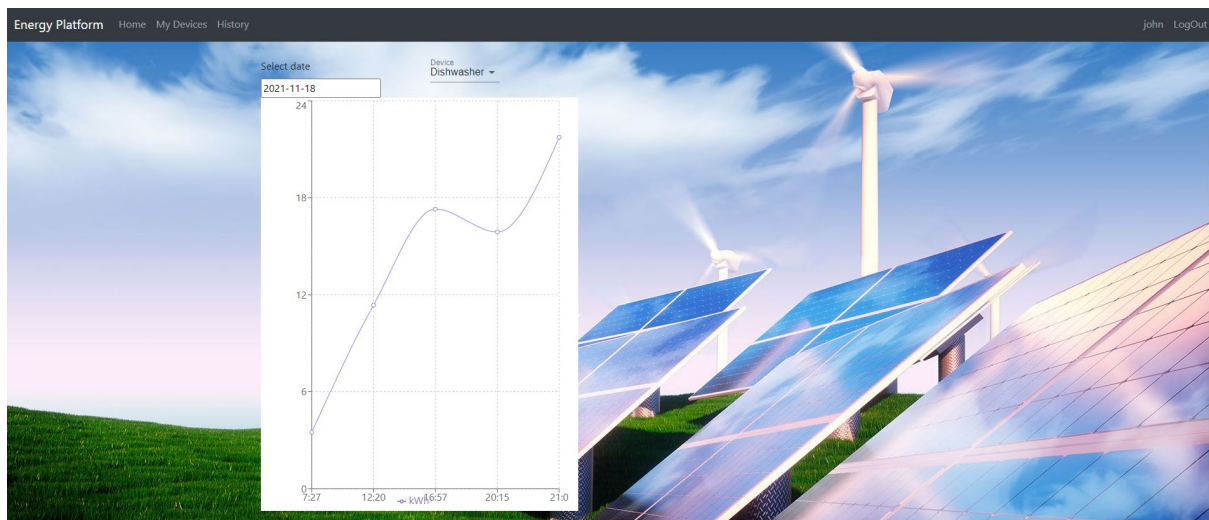 Energy Platform Home My Devices History john LogOut
Select date
Device
Dishwasher
2021-11-18
24
18
12
6
0
7:27 12:20 16:57 20:15 21:0
kWh